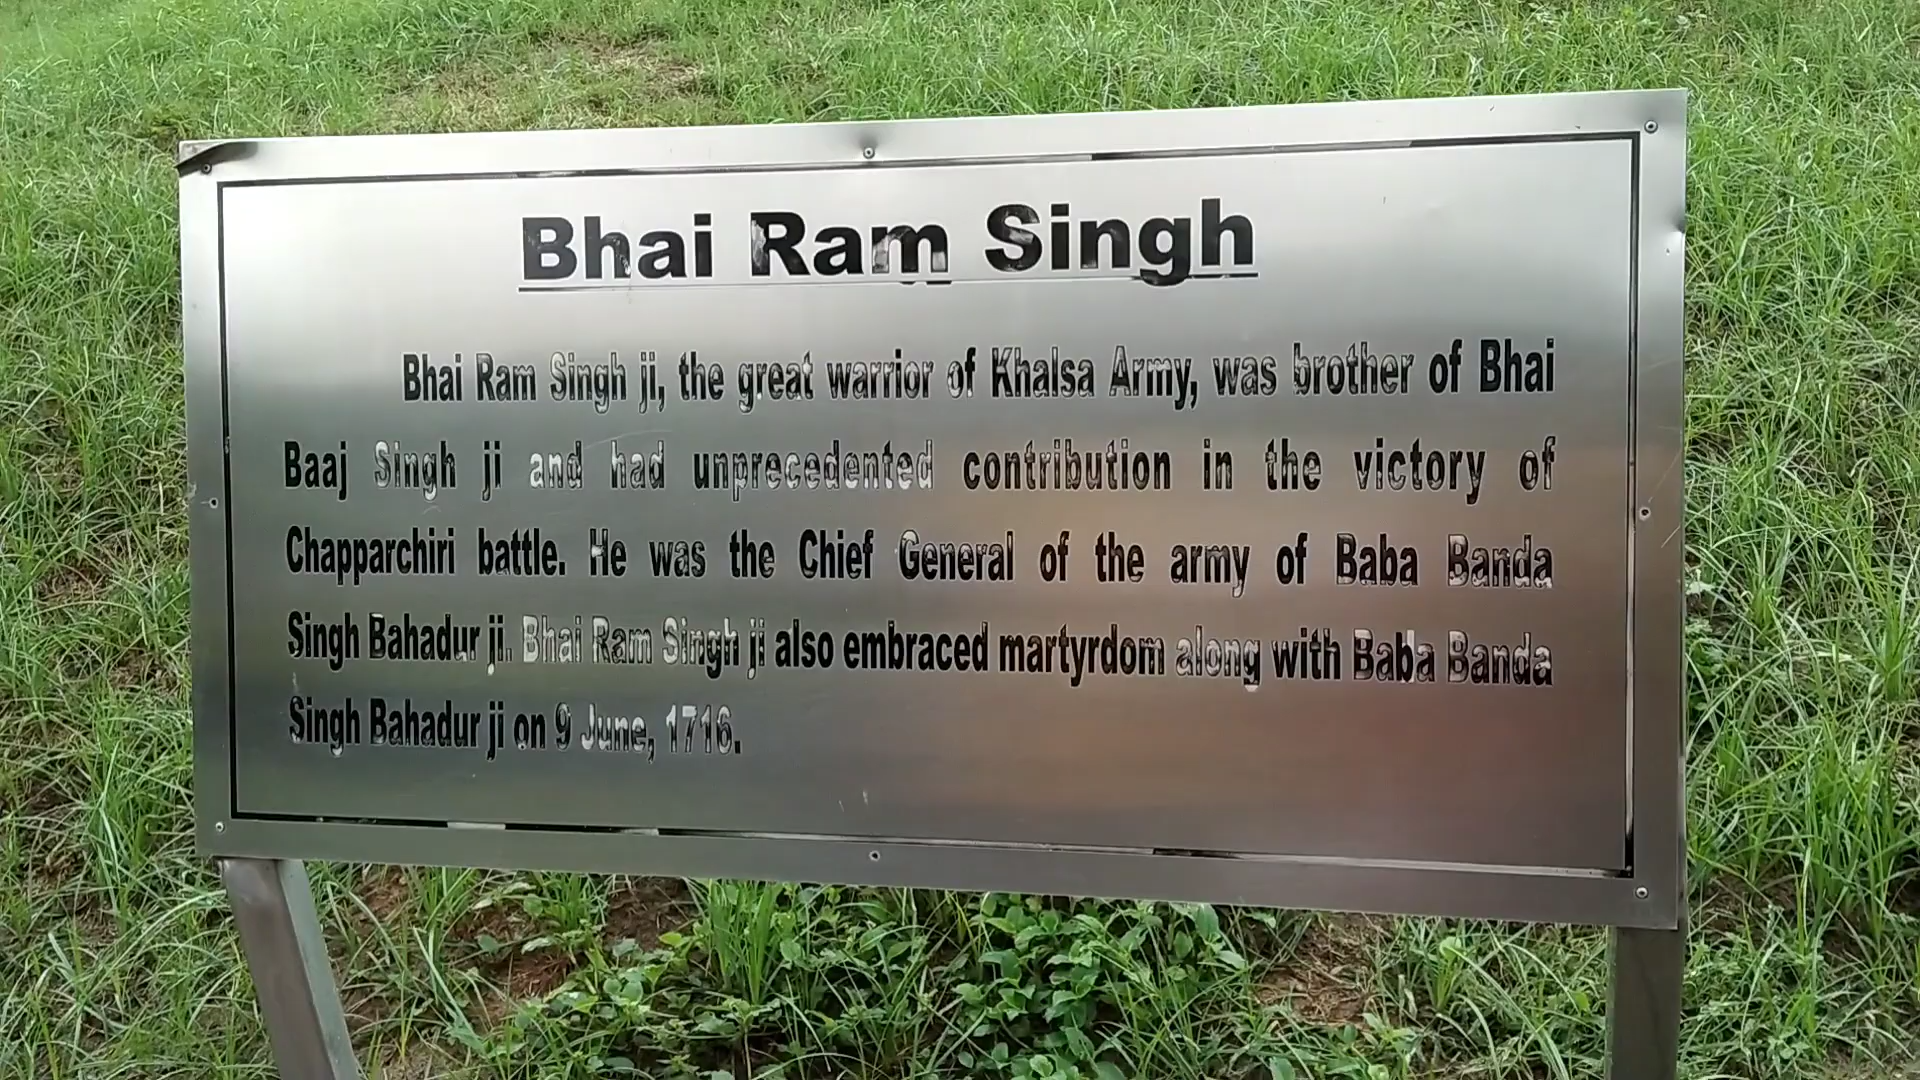 Bhai Ram Singh
Bhai Ram Singh ji, the great warrior of Khalsa Army, was brother of Bhai
Baaj Singh ji and had unprecedented contribution in the victory of
Chapparchiri battle. He was the Chief General of the army of Baba Banda
Singh Bahadur ji. Bhai Ram Singh ji also embraced martyrdom along with Baba Banda
Singh Bahadur ji on 9 June, 1716.